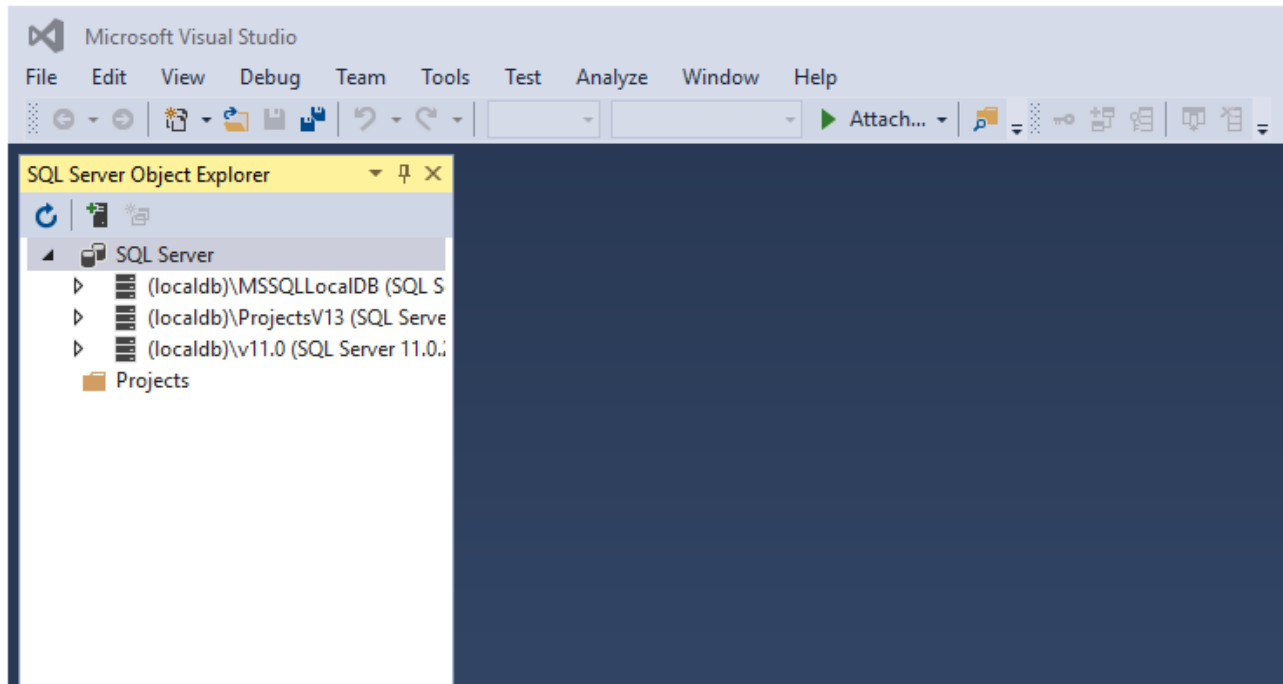 Microsoft Visual Studio
File Edit View Debug Team Tools Test Analyze Window Help
Attach...
SQL Server Object Explorer
SQL Server
(localdb)\MSSQLLocalDB (SQL S
(localdb)\ProjectsV13 (SQL Serve
(localdb)\v11.0 (SQL Server 11.0.
Projects